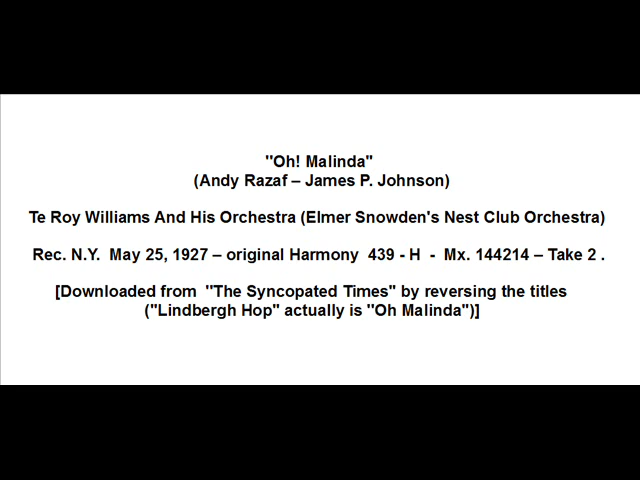 "Oh! Malinda"
(Andy Razaf – James P. Johnson)
Te Roy Williams And His Orchestra (Elmer Snowden's Nest Club Orchestra)
Rec. N.Y.  May 25, 1927 – original Harmony  439 - H  -  Mx. 144214 – Take 2 .
[Downloaded from  "The Syncopated Times" by reversing the titles
("Lindbergh Hop" actually is "Oh Malinda")]